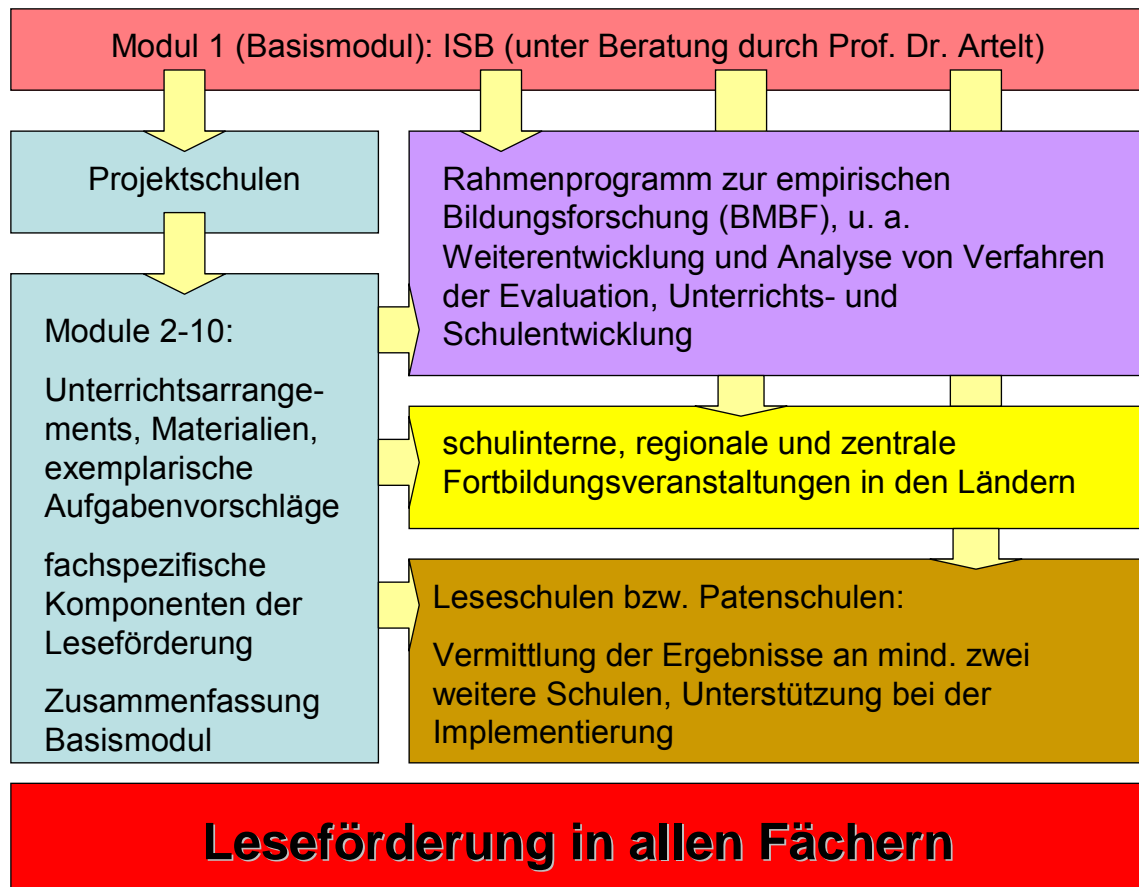 Modul 1 (Basismodul): ISB (unter Beratung durch Prof. Dr. Artelt)
Projektschulen
Module 2-10:
Unterrichtsarrange-
ments, Materialien,
exemplarische
Aufgabenvorschläge
fachspezifische
Komponenten der
Leseförderung
Zusammenfassung
Basismodul
Rahmenprogramm zur empirischen
Bildungsforschung (BMBF), u. a.
Weiterentwicklung und Analyse von Verfahren
der Evaluation, Unterrichts- und
Schulentwicklung
schulinterne, regionale und zentrale
Fortbildungsveranstaltungen in den Ländern
Leseschulen bzw. Patenschulen:
Vermittlung der Ergebnisse an mind. zwei
weitere Schulen, Unterstützung bei der
Implementierung
Leseförderung in allen Fächern